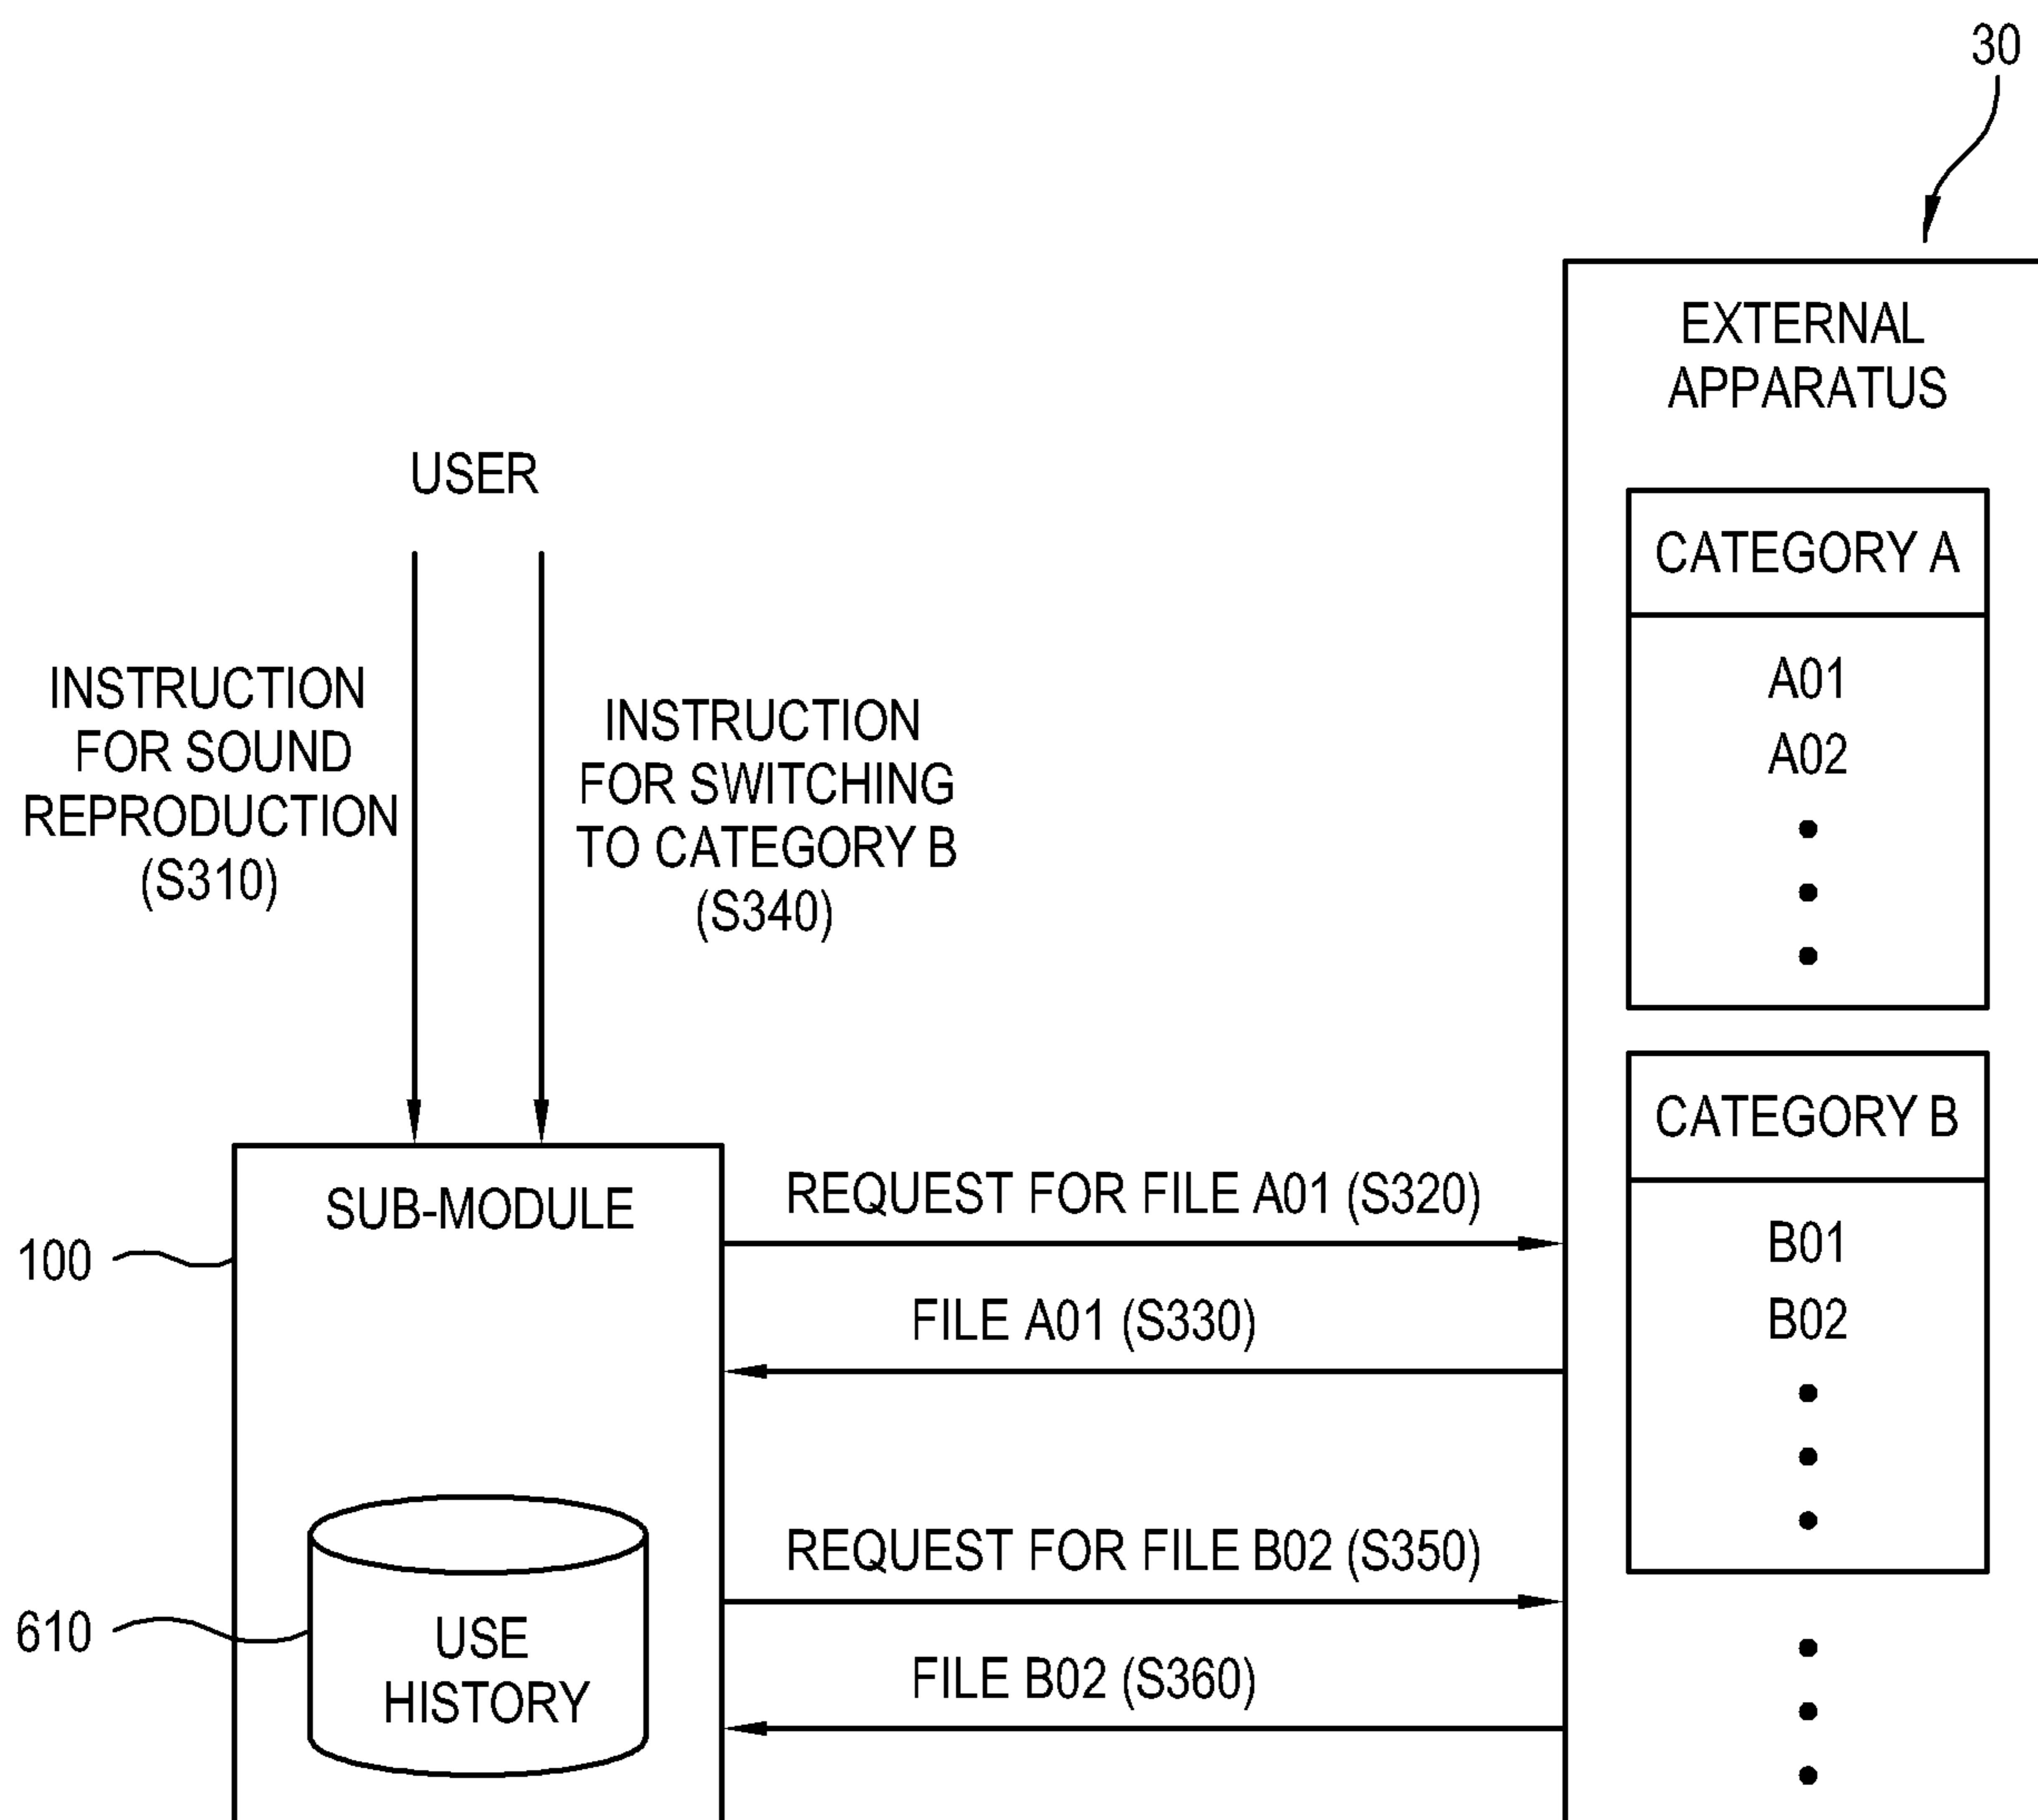 30
EXTERNAL
APPARATUS
USER
CATEGORY A
A01
A02
INSTRUCTION
FOR SOUND
REPRODUCTION
(S310)
INSTRUCTION
FOR SWITCHING
TO CATEGORY B
(S340)
CATEGORY B
B01
B02
SUB-MODULE
100
REQUEST FOR FILE A01 (S320)
FILE A01 (S330)
REQUEST FOR FILE B02 (S350)
FILE B02 (S360)
610
USE
HISTORY